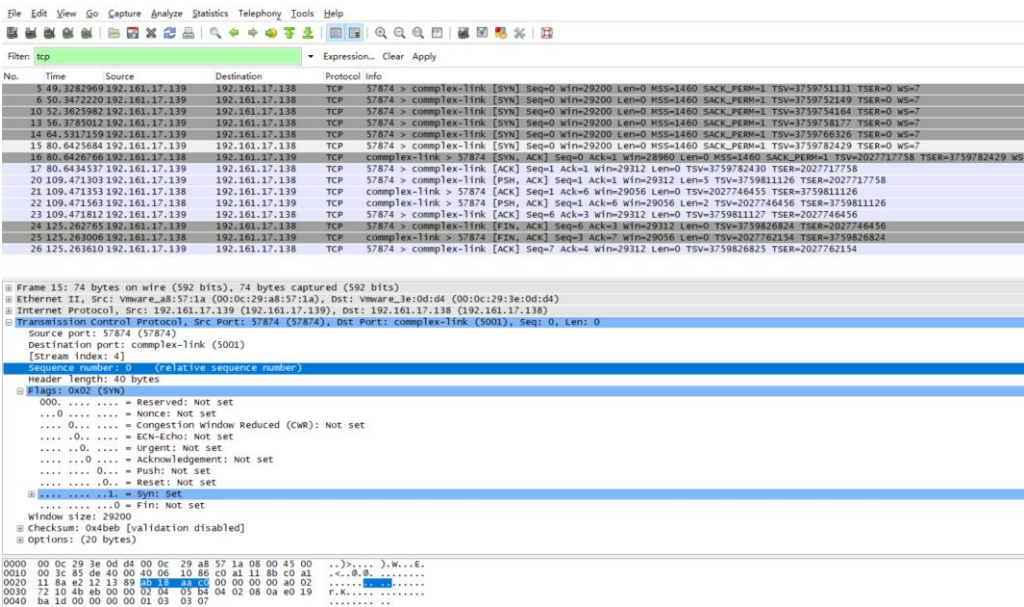 File Edit View Go Capture Analyze Statistics Telephony Tools Help
Filter: tcp Expression... Clear Apply
No. Time Source Destination Protocol Info
5 49.3282969 192.161.17.139 192.161.17.138 TCP 57874 > commplex-link [SYN] Seq=0 Win=29200 Len=0 MSS=1460 SACK_PERM=1 TSV=3759751131 TSER=0 WS=7
6 50.3472220 192.161.17.139 192.161.17.138 TCP 57874 > commplex-link [SYN] Seq=0 Win=29200 Len=0 MSS=1460 SACK_PERM=1 TSV=3759752149 TSER=0 WS=7
10 52.3625982 192.161.17.139 192.161.17.138 TCP 57874 > commplex-link [SYN] Seq=0 Win=29200 Len=0 MSS=1460 SACK_PERM=1 TSV=3759754164 TSER=0 WS=7
13 56.3785012 192.161.17.139 192.161.17.138 TCP 57874 > commplex-link [SYN] Seq=0 Win=29200 Len=0 MSS=1460 SACK_PERM=1 TSV=3759758177 TSER=0 WS=7
14 64.5317159 192.161.17.139 192.161.17.138 TCP 57874 > commplex-link [SYN] Seq=0 Win=29200 Len=0 MSS=1460 SACK_PERM=1 TSV=3759766326 TSER=0 WS=7
15 80.6425684 192.161.17.139 192.161.17.138 TCP 57874 > commplex-link [SYN] Seq=0 Win=29200 Len=0 MSS=1460 SACK_PERM=1 TSV=3759782429 TSER=0 WS=7
16 80.6426766 192.161.17.138 192.161.17.139 TCP commplex-link > 57874 [SYN, ACK] Seq=0 Ack=1 Win=28960 Len=0 MSS=1460 SACK_PERM=1 TSV=2027717758 TSER=3759782429 WS
17 80.6434537 192.161.17.139 192.161.17.138 TCP 57874 > commplex-link [ACK] Seq=1 Ack=1 Win=29312 Len=0 TSV=3759782430 TSER=2027717758
20 109.471303 192.161.17.139 192.161.17.138 TCP 57874 > commplex-link [PSH, ACK] Seq=1 Ack=1 Win=29312 Len=5 TSV=3759811126 TSER=2027717758
21 109.471353 192.161.17.138 192.161.17.139 TCP commplex-link > 57874 [ACK] Seq=1 Ack=6 Win=29056 Len=0 TSV=2027746455 TSER=3759811126
22 109.471563 192.161.17.138 192.161.17.139 TCP commplex-link > 57874 [PSH, ACK] Seq=1 Ack=6 Win=29056 Len=2 TSV=2027746456 TSER=3759811126
23 109.471812 192.161.17.139 192.161.17.138 TCP 57874 > commplex-link [ACK] Seq=6 Ack=3 Win=29312 Len=0 TSV=3759811127 TSER=2027746456
24 125.262765 192.161.17.139 192.161.17.138 TCP 57874 > commplex-link [FIN, ACK] Seq=6 Ack=3 Win=29312 Len=0 TSV=3759826824 TSER=2027746456
25 125.263006 192.161.17.138 192.161.17.139 TCP commplex-link > 57874 [FIN, ACK] Seq=3 Ack=7 Win=29056 Len=0 TSV=2027762154 TSER=3759826824
26 125.263610 192.161.17.139 192.161.17.138 TCP 57874 > commplex-link [ACK] Seq=7 Ack=4 Win=29312 Len=0 TSV=3759826825 TSER=2027762154
Frame 15: 74 bytes on wire (592 bits), 74 bytes captured (592 bits)
Ethernet II, Src: Vmware_a8:57:1a (00:0c:29:a8:57:1a), Dst: Vmware_3e:0d:d4 (00:0c:29:3e:0d:d4)
Internet Protocol, Src: 192.161.17.139 (192.161.17.139), Dst: 192.161.17.138 (192.161.17.138)
Transmission Control Protocol, Src Port: 57874 (57874), Dst Port: commplex-link (5001), Seq: 0, Len: 0
Source port: 57874 (57874)
Destination port: commplex-link (5001)
[Stream index: 4]
Sequence number: 0 (relative sequence number)
Header length: 40 bytes
Flags: 0x02 (SYN)
000. .... .... = Reserved: Not set
...0 .... .... = Nonce: Not set
.... 0... .... = Congestion Window Reduced (CWR): Not set
.... .0.. .... = ECN-Echo: Not set
.... ..0. .... = Urgent: Not set
.... ...0 .... = Acknowledgement: Not set
.... .... 0... = Push: Not set
.... .... .0.. = Reset: Not set
.... .... ..1. = Syn: Set
.... .... ...0 = Fin: Not set
Window size: 29200
Checksum: 0x4beb [validation disabled]
Options: (20 bytes)
0000 00 0c 29 3e 0d d4 00 0c 29 a8 57 1a 08 00 45 00 ..)>.... ).W...E.
0010 00 3c 85 de 40 00 40 06 10 86 c0 a1 11 8b c0 a1 .<..@.@. ........
0020 11 8a e2 12 13 89 ab 18 aa c0 00 00 00 00 a0 02 ........ ........
0030 72 10 4b eb 00 00 02 04 05 b4 04 02 08 0a e0 19 r.K..... ........
0040 ba 1d 00 00 00 00 01 03 03 07 ........ ..